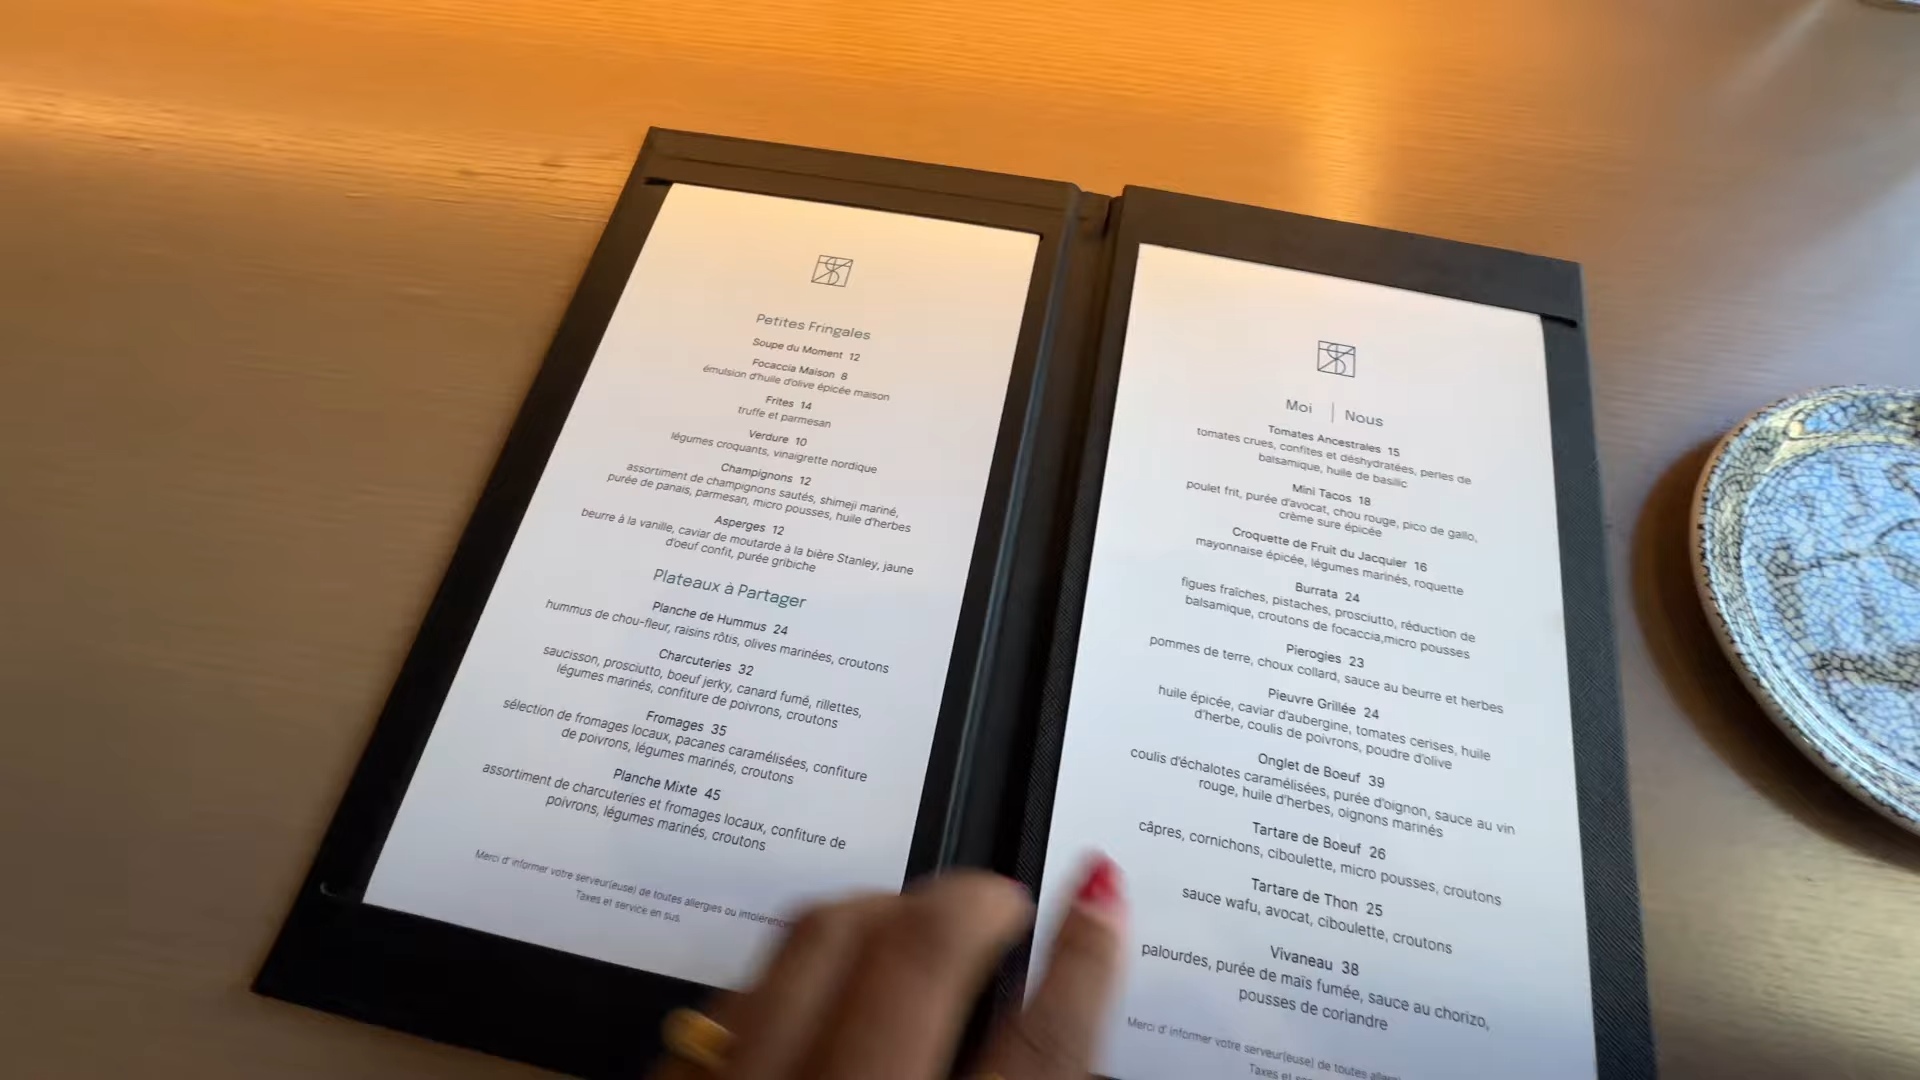 Petites Fringales
Soupe du Moment 12
Focaccia Maison 8
émulsion d'huile d'olive épicée maison
Frites 14
truffe et parmesan
Verdure 10
légumes croquants, vinaigrette nordique
Champignons 12
assortiment de champignons sautés, shimeji mariné,
purée de panais, parmesan, micro pousses, huile d'herbes
Asperges 12
beurre à la vanille, caviar de moutarde à la bière Stanley, jaune
d'oeuf confit, purée gribiche
Plateaux à Partager
Planche de Hummus 24
hummus de chou-fleur, raisins rôtis, olives marinées, croutons
Charcuteries 32
saucisson, prosciutto, boeuf jerky, canard fumé, rillettes,
légumes marinés, confiture de poivrons, croutons
Fromages 35
sélection de fromages locaux, pacanes caramélisées, confiture
de poivrons, légumes marinés, croutons
Planche Mixte 45
assortiment de charcuteries et fromages locaux, confiture de
poivrons, légumes marinés, croutons
Merci d' informer votre serveur(euse) de toutes allergies ou
Taxes et service en sus.
Moi | Nous
Tomates Ancestrales 15
tomates crues, confites et déshydratées, perles de
balsamique, huile de basilic
Mini Tacos 18
poulet frit, purée d'avocat, chou rouge, pico de gallo,
crème sure épicée
Croquette de Fruit du Jacquier 16
mayonnaise épicée, légumes marinés, roquette
Burrata 24
figues fraîches, pistaches, prosciutto, réduction de
balsamique, croutons de focaccia,micro pousses
Pierogies 23
pommes de terre, choux collard, sauce au beurre et herbes
Pieuvre Grillée 24
huile épicée, caviar d'aubergine, tomates cerises, huile
d'herbe, coulis de poivrons, poudre d'olive
Onglet de Boeuf 39
coulis d'échalotes caramélisées, purée d'oignon, sauce au vin
rouge, huile d'herbes, oignons marinés
Tartare de Boeuf 26
câpres, cornichons, ciboulette, micro pousses, croutons
Tartare de Thon 25
sauce wafu, avocat, ciboulette, croutons
Vivaneau 38
palourdes, purée de maïs fumée, sauce au chorizo,
pousses de coriandre
Merci d' informer votre serveur(euse) de toutes
Taxes et